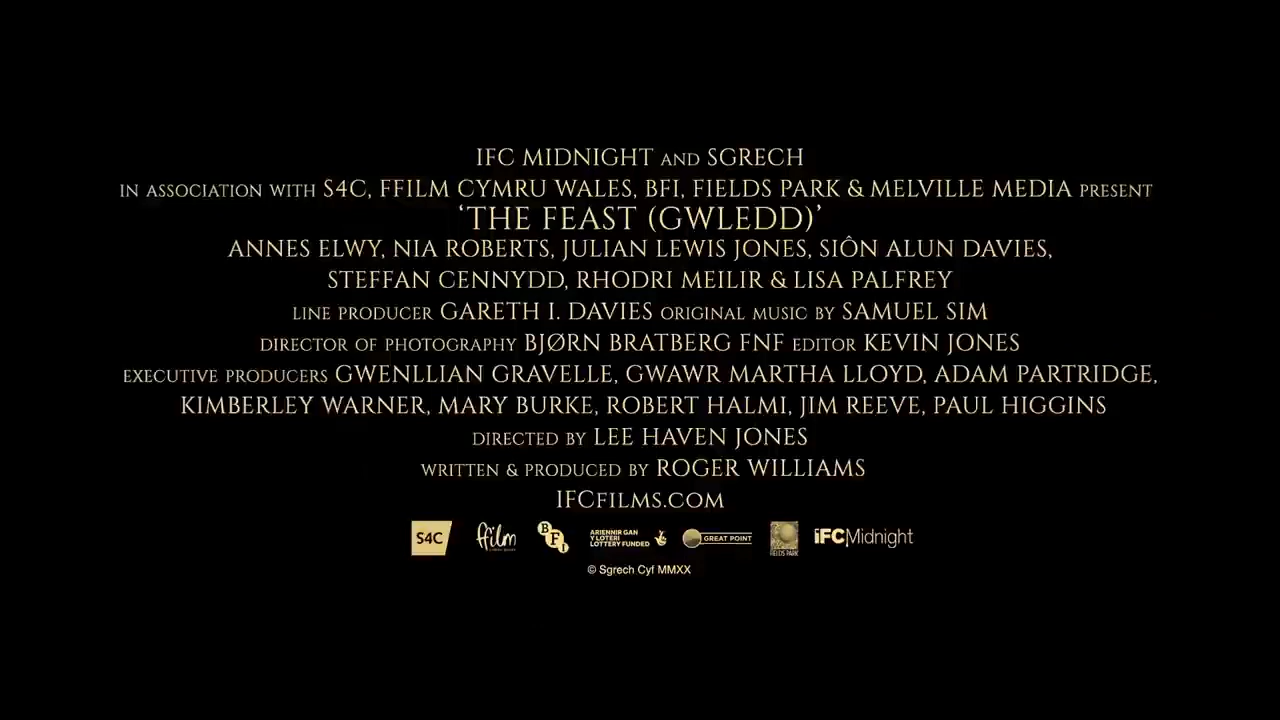 IFC MIDNIGHT AND SGRECH
IN ASSOCIATION WITH S4C, FFILM CYMRU WALES, BFI, FIELDS PARK & MELVILLE MEDIA PRESENT
‘THE FEAST (GWLEDD)’
ANNES ELWY, NIA ROBERTS, JULIAN LEWIS JONES, SIÔN ALUN DAVIES,
STEFFAN CENNYDD, RHODRI MEILIR & LISA PALFREY
LINE PRODUCER GARETH I. DAVIES ORIGINAL MUSIC BY SAMUEL SIM
DIRECTOR OF PHOTOGRAPHY BJØRN BRATBERG FNF EDITOR KEVIN JONES
EXECUTIVE PRODUCERS GWENLLIAN GRAVELLE, GWAWR MARTHA LLOYD, ADAM PARTRIDGE,
KIMBERLEY WARNER, MARY BURKE, ROBERT HALMI, JIM REEVE, PAUL HIGGINS
DIRECTED BY LEE HAVEN JONES
WRITTEN & PRODUCED BY ROGER WILLIAMS
IFCFILMS.COM
S4C ffilm BFI ARIENNIR GAN Y LOTERI LOTTERY FUNDED GREAT POINT FIELDS PARK IFC Midnight
© Sgrech Cyf MMXX